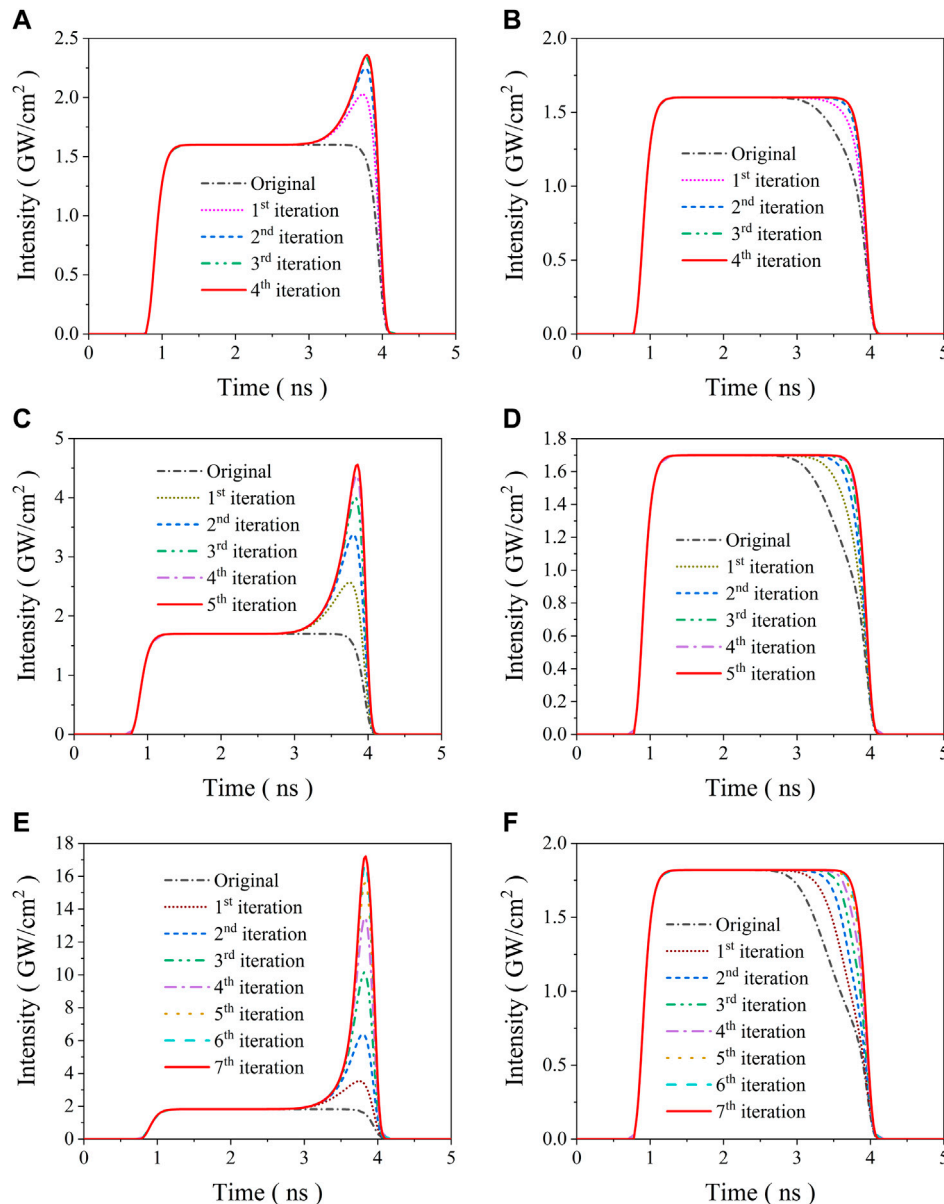 A
Intensity ( GW/cm² )
2.5
2.0
1.5
1.0
0.5
0.0
Original
1ˢᵗ iteration
2ⁿᵈ iteration
3ʳᵈ iteration
4ᵗʰ iteration
0 1 2 3 4 5
Time ( ns )
B
Intensity ( GW/cm² )
2.0
1.5
1.0
0.5
0.0
Original
1ˢᵗ iteration
2ⁿᵈ iteration
3ʳᵈ iteration
4ᵗʰ iteration
0 1 2 3 4 5
Time ( ns )
C
Intensity ( GW/cm² )
5
4
3
2
1
0
Original
1ˢᵗ iteration
2ⁿᵈ iteration
3ʳᵈ iteration
4ᵗʰ iteration
5ᵗʰ iteration
0 1 2 3 4 5
Time ( ns )
D
Intensity ( GW/cm² )
1.8
1.6
1.4
1.2
1.0
0.8
0.6
0.4
0.2
0.0
Original
1ˢᵗ iteration
2ⁿᵈ iteration
3ʳᵈ iteration
4ᵗʰ iteration
5ᵗʰ iteration
0 1 2 3 4 5
Time ( ns )
E
Intensity ( GW/cm² )
18
16
14
12
10
8
6
4
2
0
Original
1ˢᵗ iteration
2ⁿᵈ iteration
3ʳᵈ iteration
4ᵗʰ iteration
5ᵗʰ iteration
6ᵗʰ iteration
7ᵗʰ iteration
0 1 2 3 4 5
Time ( ns )
F
Intensity ( GW/cm² )
2.0
1.5
1.0
0.5
0.0
Original
1ˢᵗ iteration
2ⁿᵈ iteration
3ʳᵈ iteration
4ᵗʰ iteration
5ᵗʰ iteration
6ᵗʰ iteration
7ᵗʰ iteration
0 1 2 3 4 5
Time ( ns )